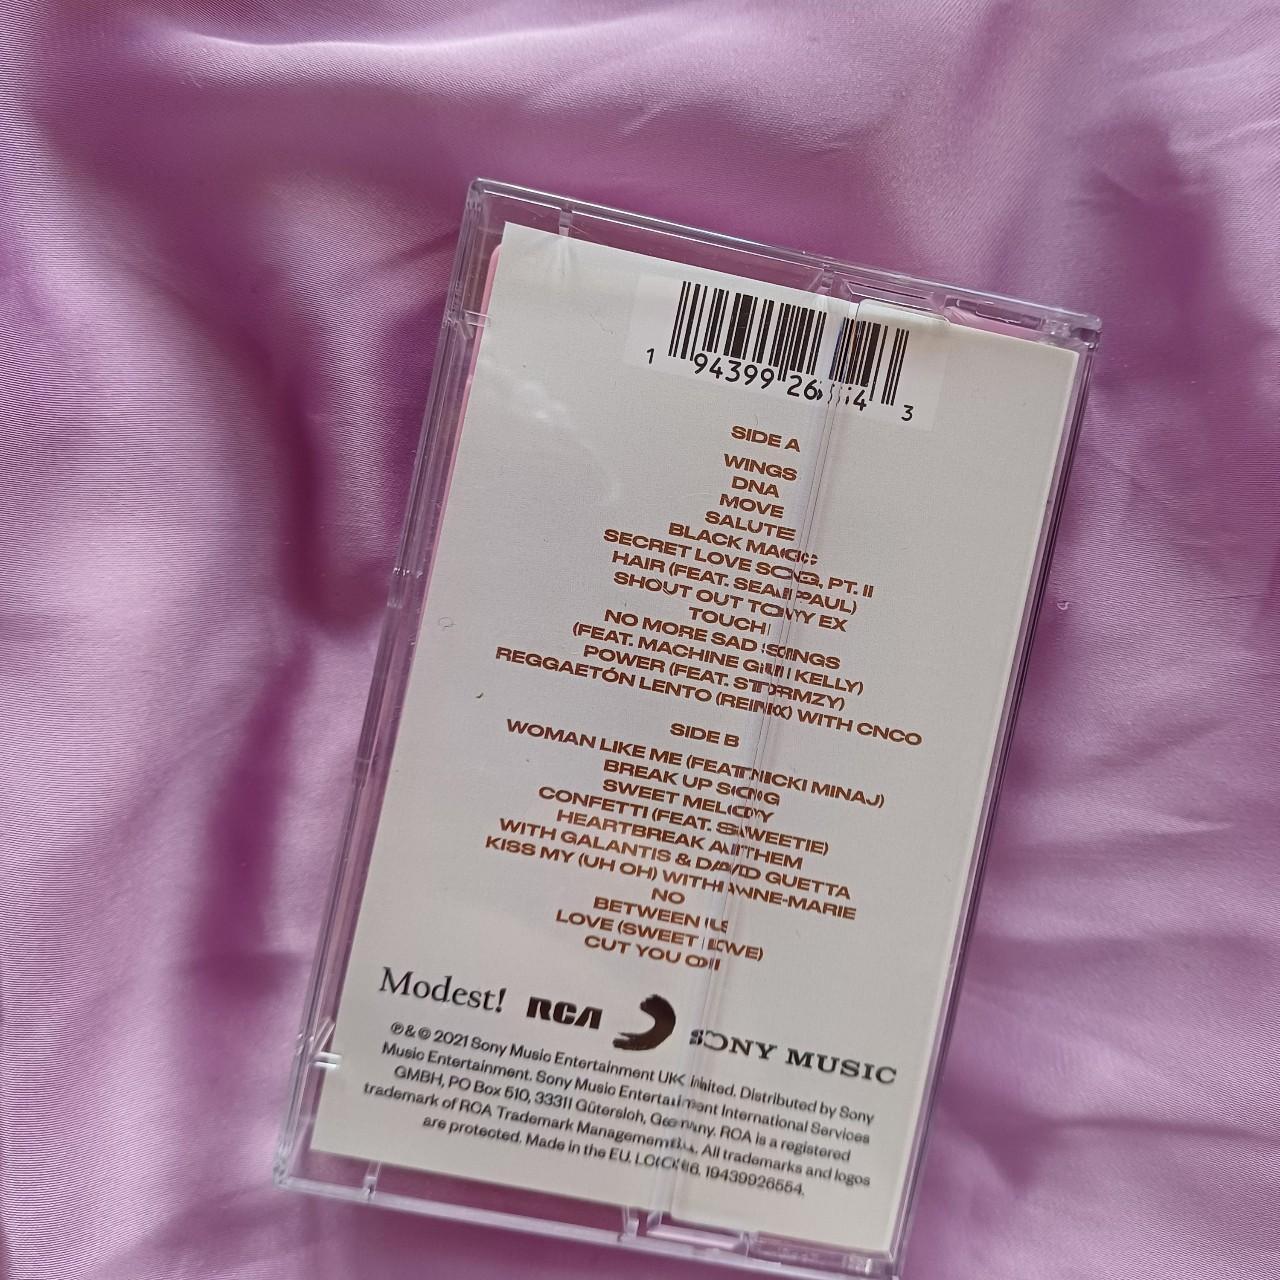 1 94399 26554 3
SIDE A
WINGS
DNA
MOVE
SALUTE
BLACK MAGIC
SECRET LOVE SONG, PT. II
HAIR (FEAT. SEAN PAUL)
SHOUT OUT TO MY EX
TOUCH
NO MORE SAD SONGS
(FEAT. MACHINE GUN KELLY)
POWER (FEAT. STORMZY)
REGGAETÓN LENTO (REMIX) WITH CNCO
SIDE B
WOMAN LIKE ME (FEAT. NICKI MINAJ)
BREAK UP SONG
SWEET MELODY
CONFETTI (FEAT. SAWEETIE)
HEARTBREAK ANTHEM
WITH GALANTIS & DAVID GUETTA
KISS MY (UH OH) WITH ANNE-MARIE
NO
BETWEEN US
LOVE (SWEET LOVE)
CUT YOU OFF
Modest! RCA SONY MUSIC
℗ & © 2021 Sony Music Entertainment UK Limited. Distributed by Sony
Music Entertainment. Sony Music Entertainment International Services
GMBH, PO Box 510, 33311 Gütersloh, Germany. RCA is a registered
trademark of RCA Trademark Management S.A. All trademarks and logos
are protected. Made in the EU. 19439926554.